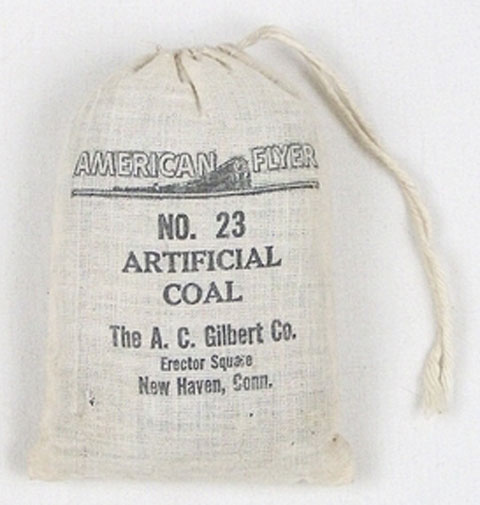 AMERICAN FLYER
NO. 23
ARTIFICIAL
COAL
The A. C. Gilbert Co.
Erector Square
New Haven, Conn.